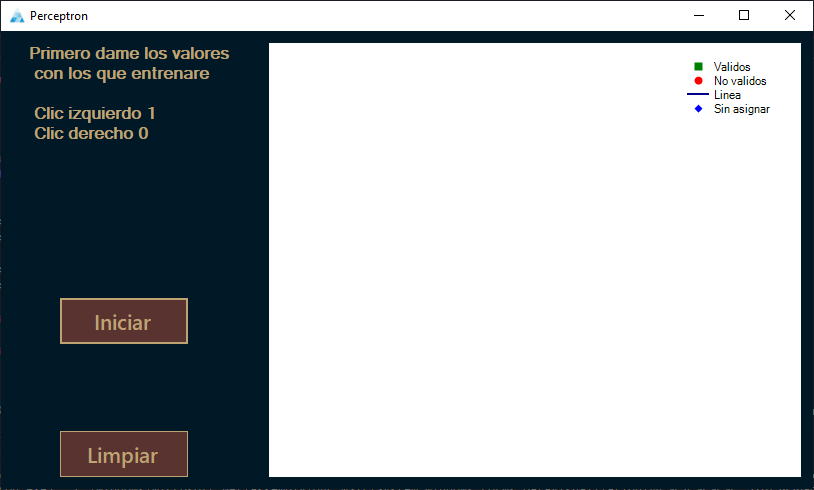 Perceptron
Primero dame los valores
con los que entrenare
Clic izquierdo 1
Clic derecho 0
Iniciar
Limpiar
Validos
No validos
Linea
Sin asignar